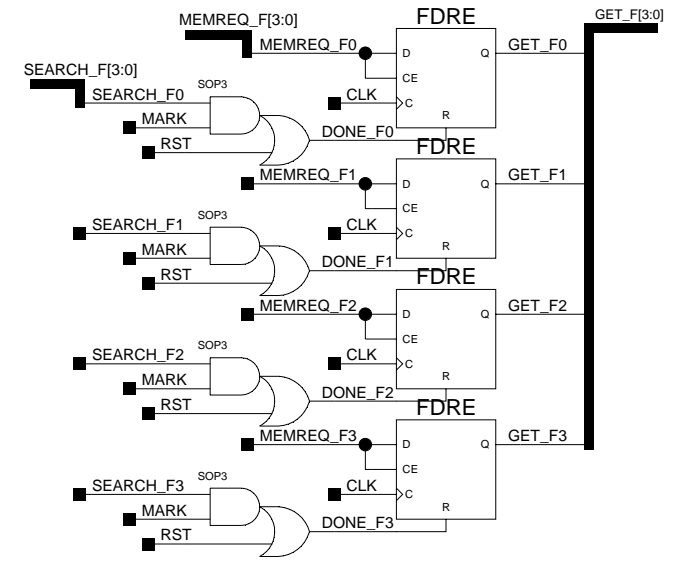 MEMREQ_F[3:0]
FDRE
GET_F[3:0]
MEMREQ_F0
D
Q
GET_F0
SEARCH_F[3:0]
CE
SOP3
SEARCH_F0
CLK
C
MARK
R
RST
DONE_F0
FDRE
MEMREQ_F1
D
Q
GET_F1
CE
SOP3
SEARCH_F1
CLK
C
MARK
R
RST
DONE_F1
FDRE
MEMREQ_F2
D
Q
GET_F2
CE
SOP3
SEARCH_F2
CLK
C
MARK
R
RST
DONE_F2
FDRE
MEMREQ_F3
D
Q
GET_F3
CE
SOP3
SEARCH_F3
CLK
C
MARK
R
RST
DONE_F3